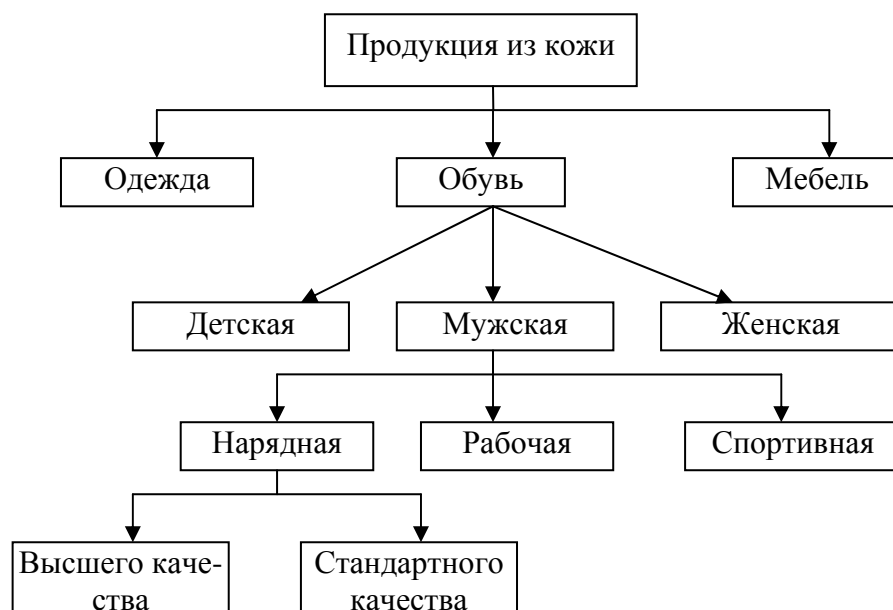 Продукция из кожи
Одежда
Обувь
Мебель
Детская
Мужская
Женская
Нарядная
Рабочая
Спортивная
Высшего каче-
ства
Стандартного
качества